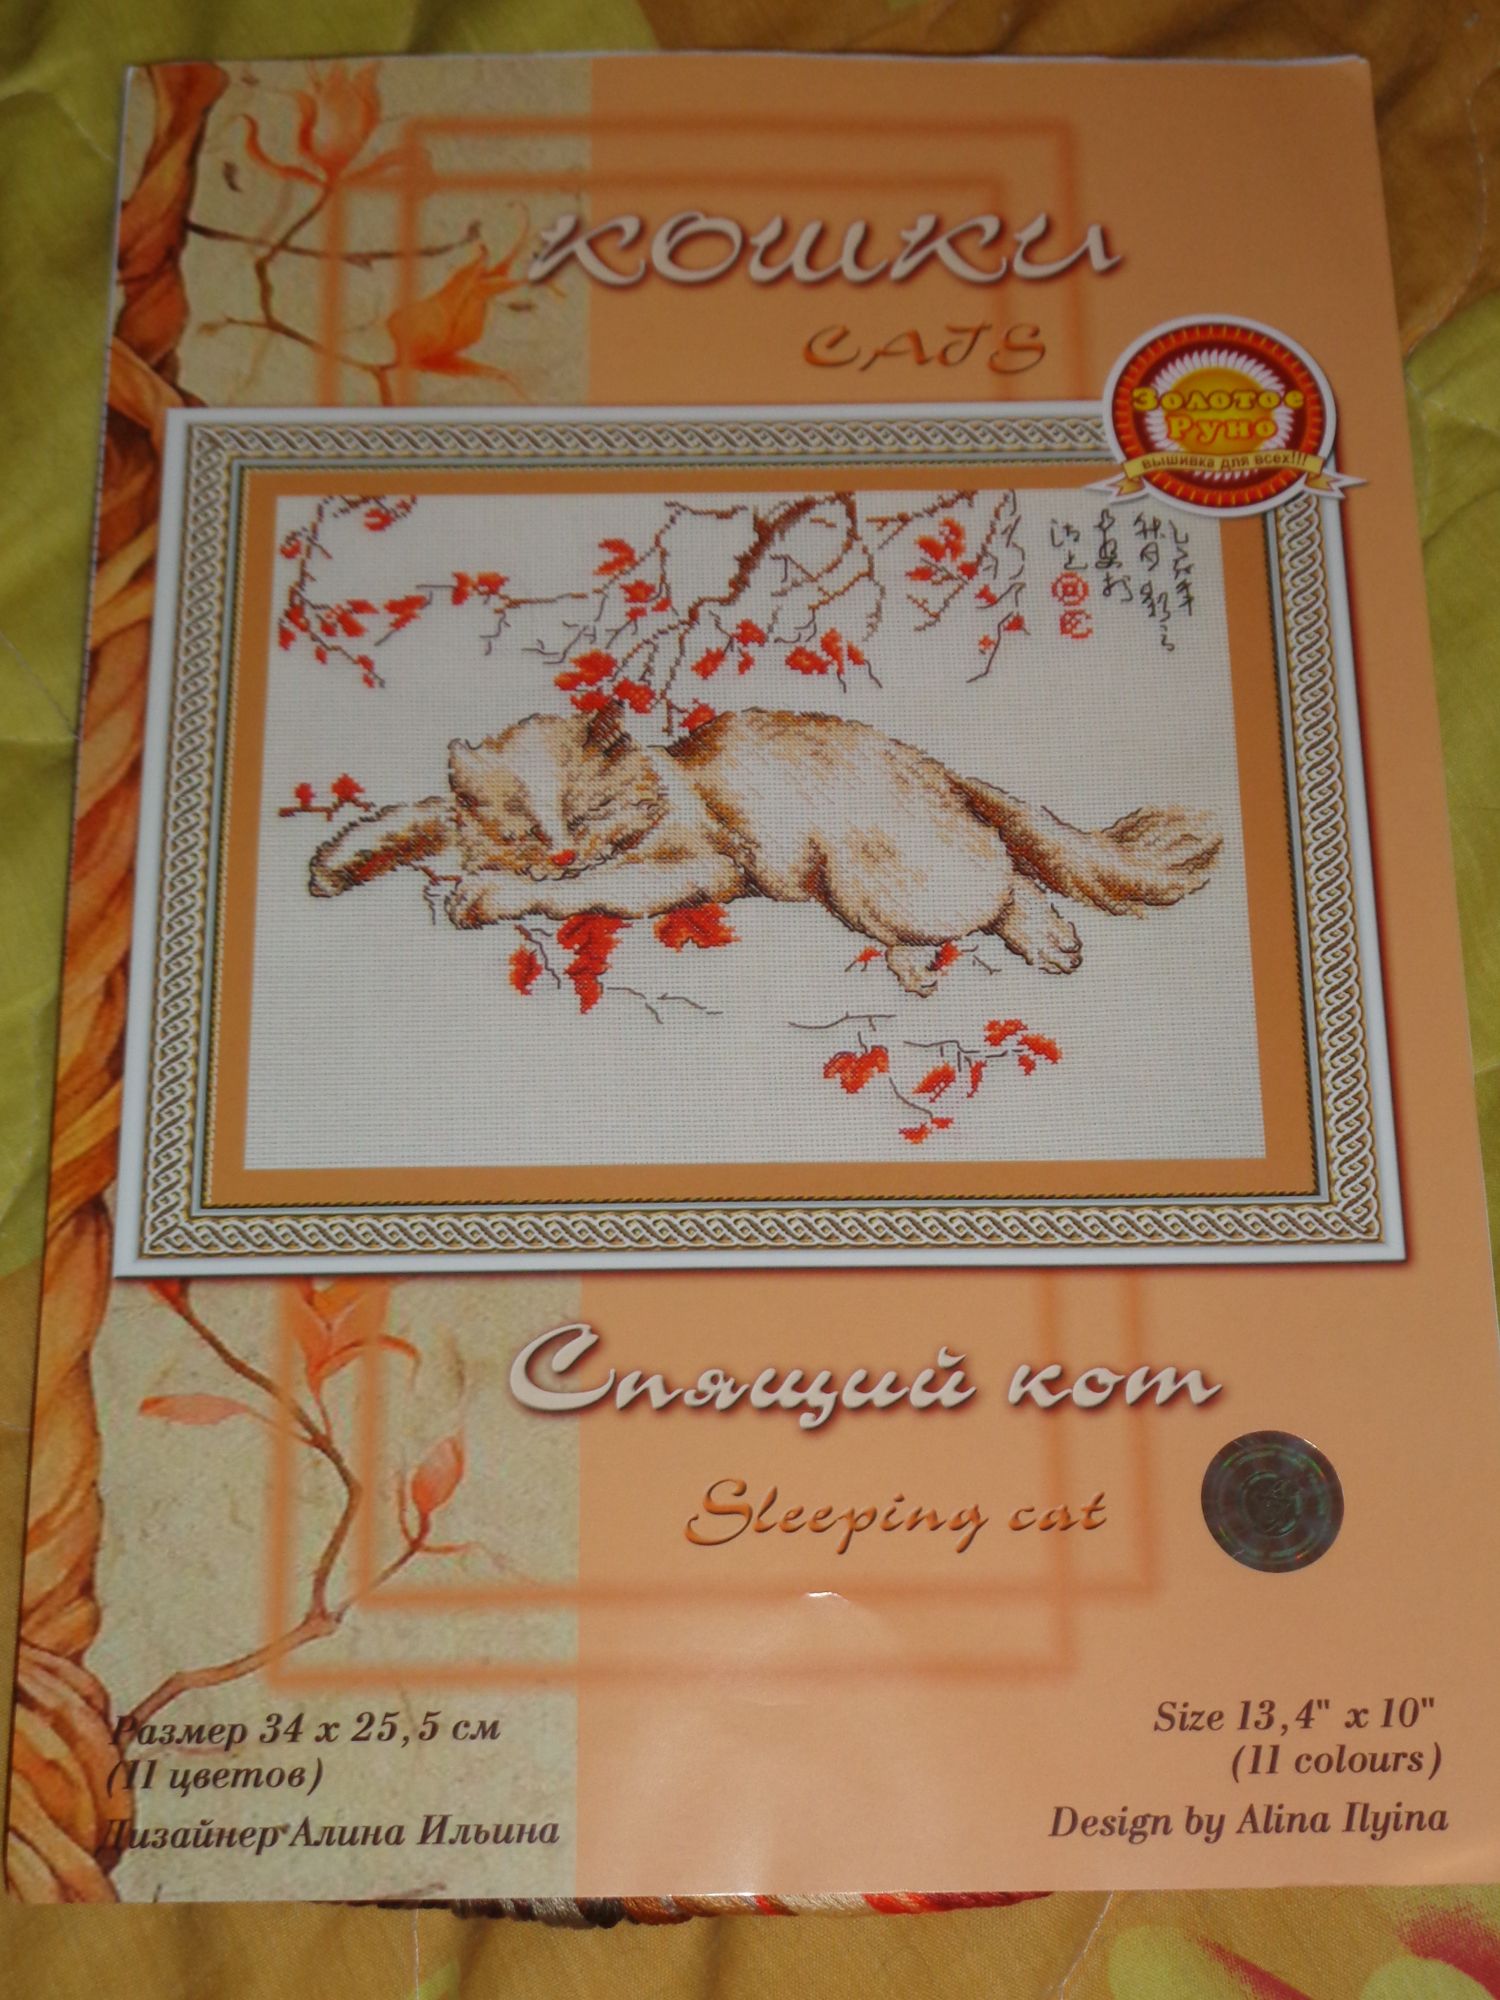 кошки
CATS
Золотое
Руно
вышивка для всех!!!
Спящий кот
Sleeping cat
Размер 34 x 25,5 см
(11 цветов)
Дизайнер Алина Ильина
Size 13,4" x 10"
(11 colours)
Design by Alina Ilyina